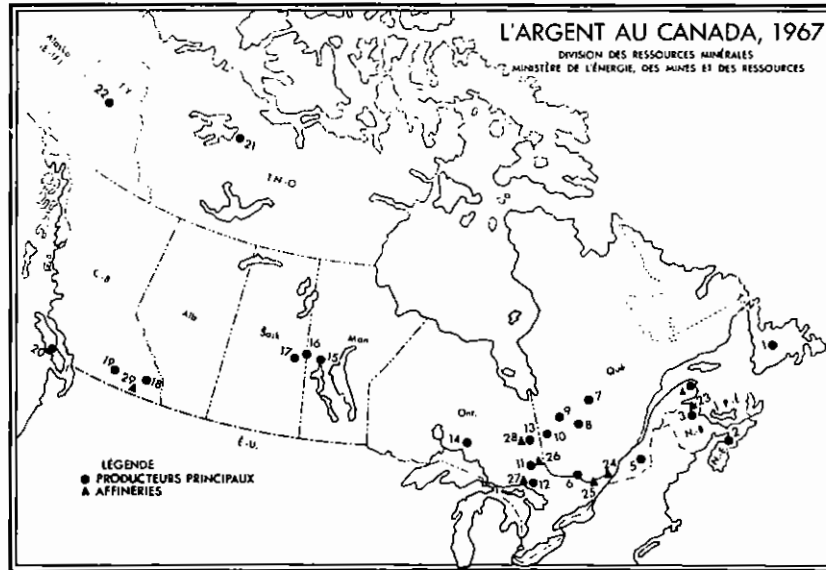 L'ARGENT AU CANADA, 1967
DIVISION DES RESSOURCES MINÉRALES
MINISTÈRE DE L'ÉNERGIE, DES MINES ET DES RESSOURCES
Alaska
(É.-U.)
T.Y.
22
21
T.N.-O
C.-B
Alb
Sask
Man
Ont.
Qué
T.-N.
1
20
19
29
18
17
16
15
14
13
28
11
27
12
26
10
9
8
7
6
25
24
5
23
3
2
Î.P.-É.
N.-B
N.-É.
É.-U.
LÉGENDE
PRODUCTEURS PRINCIPAUX
AFFINERIES